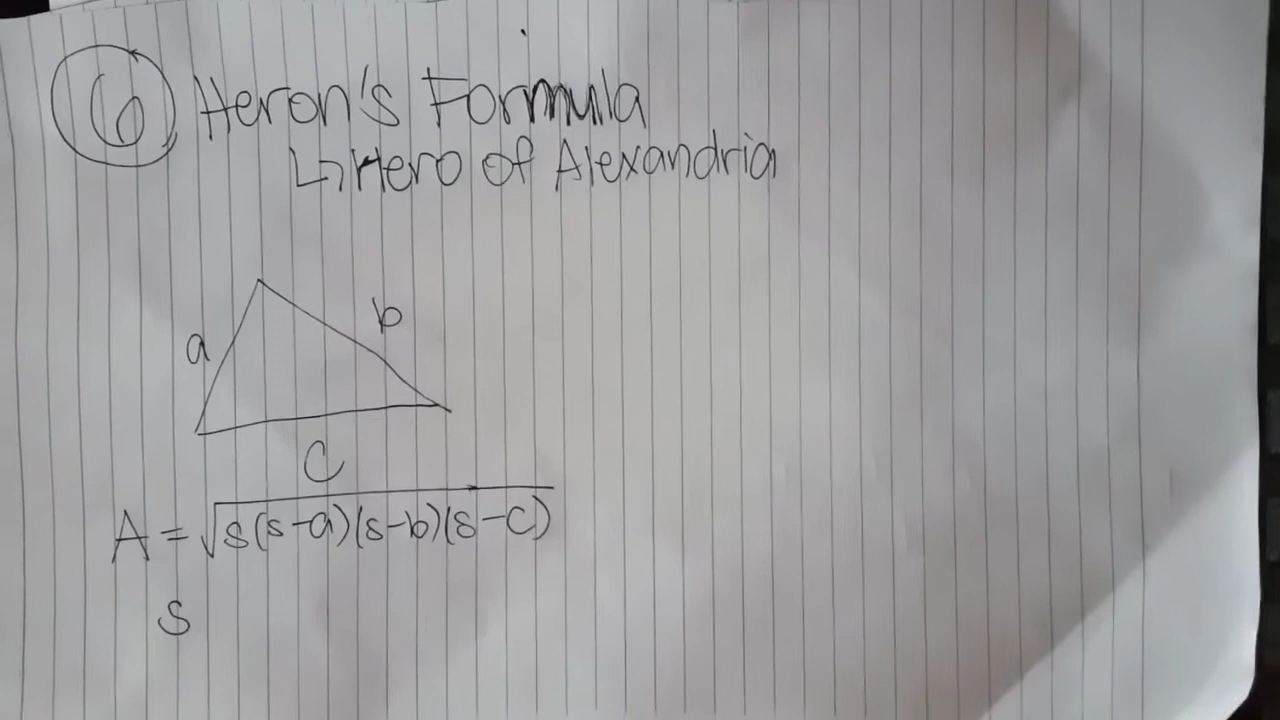 6 Heron's Formula
↳ Hero of Alexandria
a
b
C
A = √s(s-a)(s-b)(s-c)
s